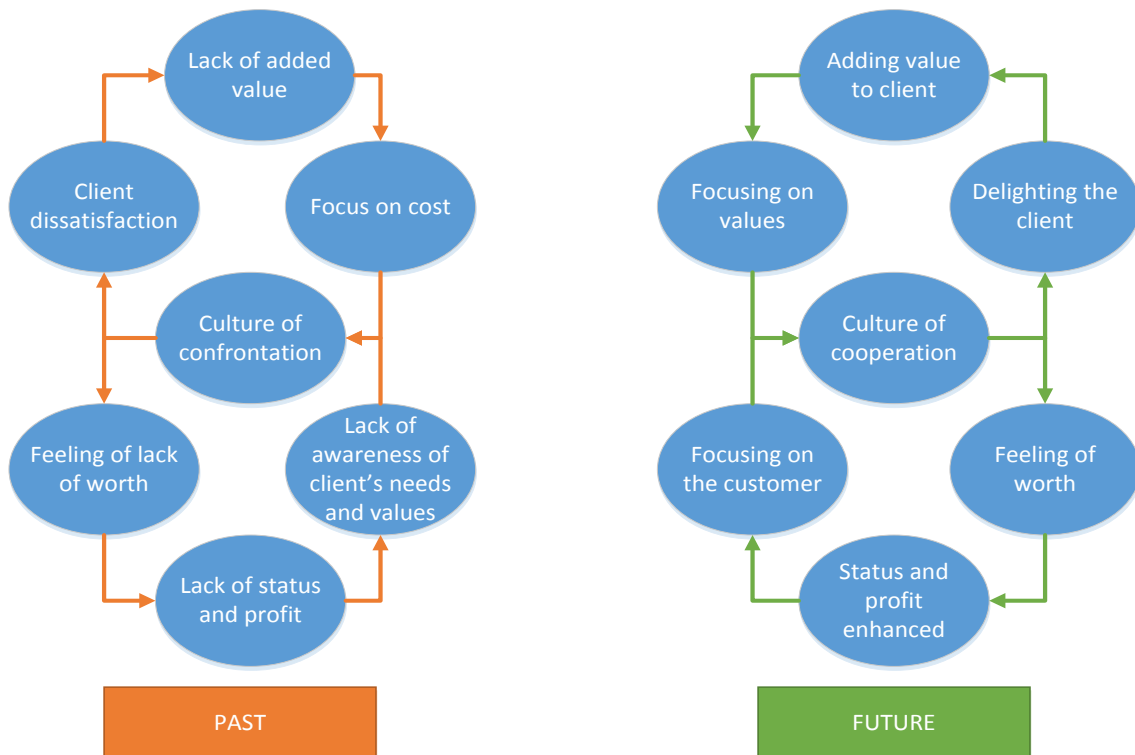 Lack of added
value
Client
dissatisfaction
Focus on cost
Culture of
confrontation
Feeling of lack
of worth
Lack of
awareness of
client's needs
and values
Lack of status
and profit
PAST
Adding value
to client
Focusing on
values
Delighting the
client
Culture of
cooperation
Focusing on
the customer
Feeling of
worth
Status and
profit
enhanced
FUTURE